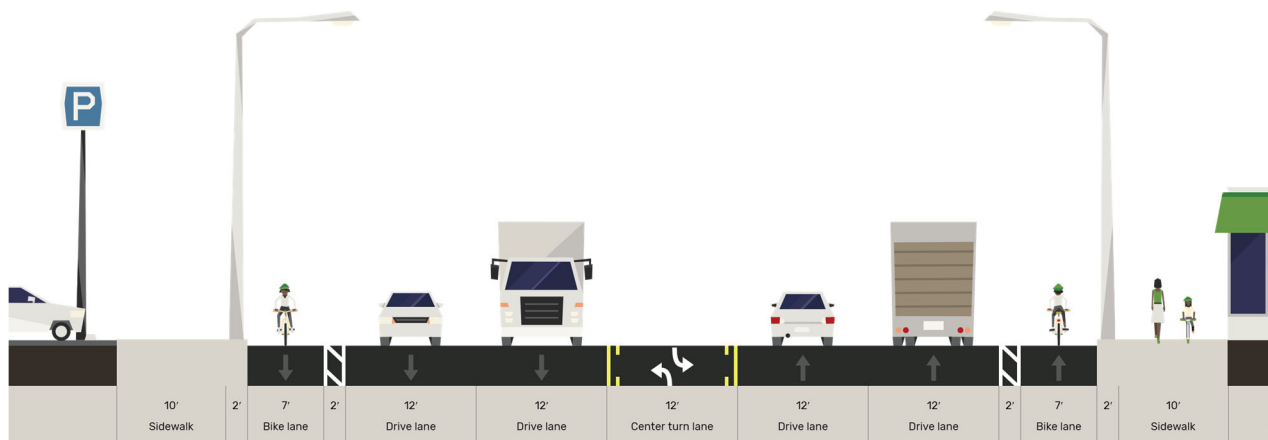 P
10' 2' 7' 2' 12' 12' 12' 12' 12' 2' 7' 2' 10'
Sidewalk Bike lane Drive lane Drive lane Center turn lane Drive lane Drive lane Bike lane Sidewalk